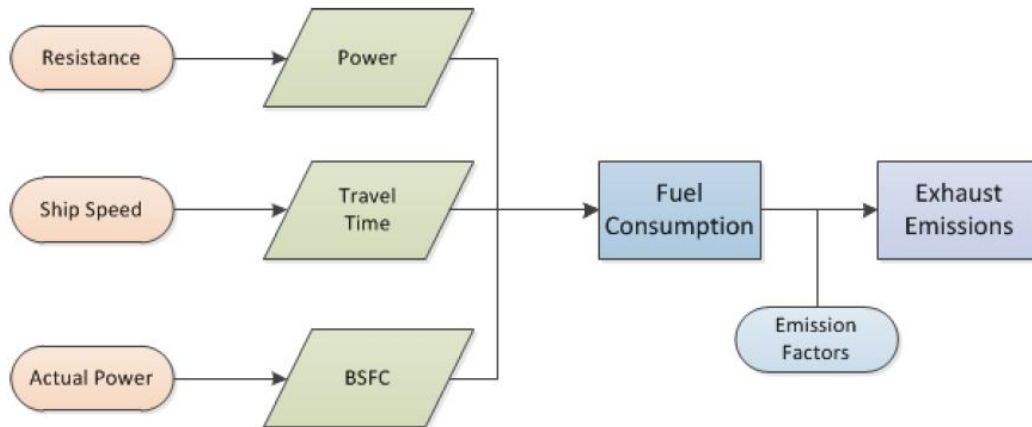 Resistance
Power
Ship Speed
Travel
Time
Fuel
Consumption
Exhaust
Emissions
Emission
Factors
Actual Power
BSFC